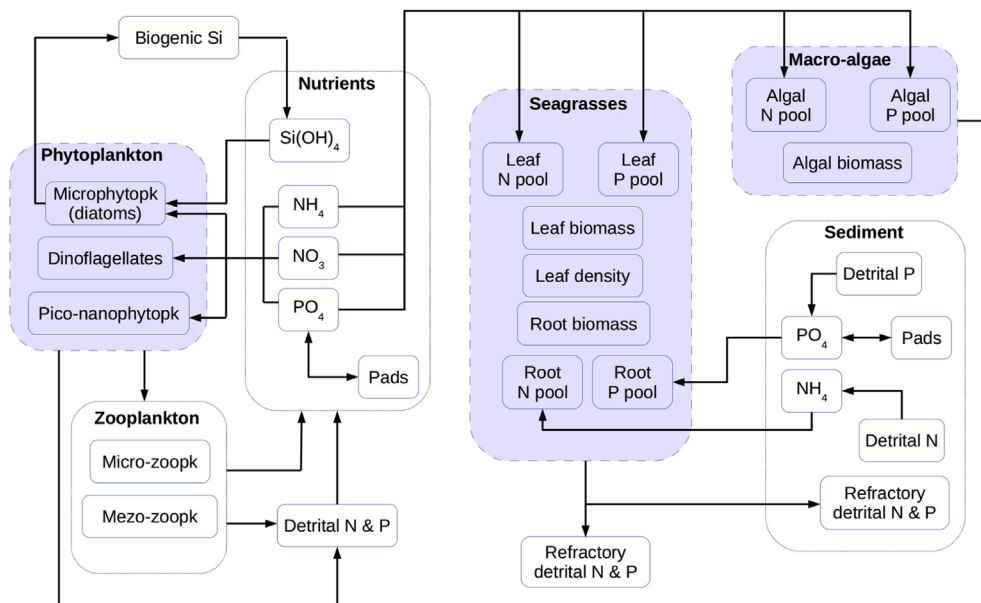 Biogenic Si
Nutrients
Si(OH)4
Phytoplankton
Microphytopk
(diatoms)
Dinoflagellates
Pico-nanophytopk
NH4
NO3
PO4
Pads
Zooplankton
Micro-zoopk
Mezo-zoopk
Detrital N & P
Seagrasses
Leaf
N pool
Leaf
P pool
Leaf biomass
Leaf density
Root biomass
Root
N pool
Root
P pool
Refractory
detrital N & P
Macro-algae
Algal
N pool
Algal
P pool
Algal biomass
Sediment
Detrital P
PO4
Pads
NH4
Detrital N
Refractory
detrital N & P